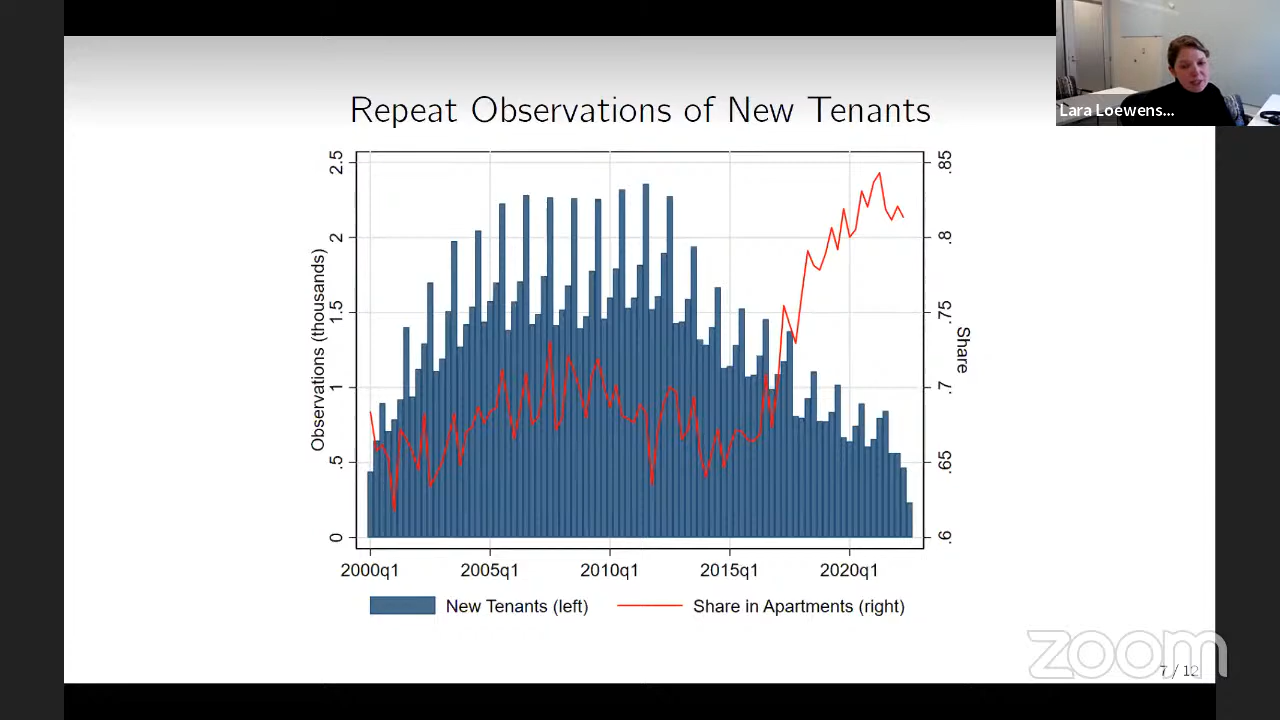 Lara Loewens...
Repeat Observations of New Tenants
Observations (thousands)
2.5
2
1.5
1
.5
0
.85
.8
.75
.7
.65
.6
Share
2000q1 2005q1 2010q1 2015q1 2020q1
New Tenants (left) Share in Apartments (right)
zoom
7 / 12